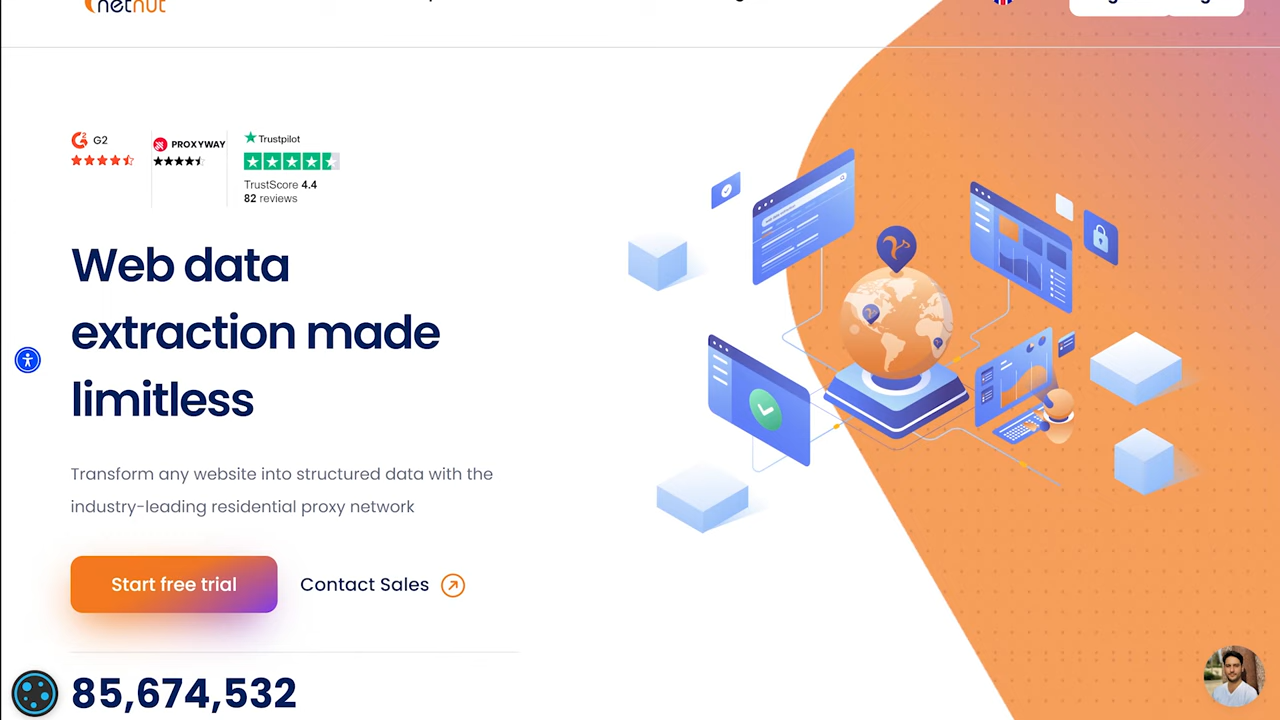 netnut
G2
PROXYWAY
Trustpilot
TrustScore 4.4
82 reviews
Web data
extraction made
limitless
Transform any website into structured data with the
industry-leading residential proxy network
Start free trial
Contact Sales
85,674,532